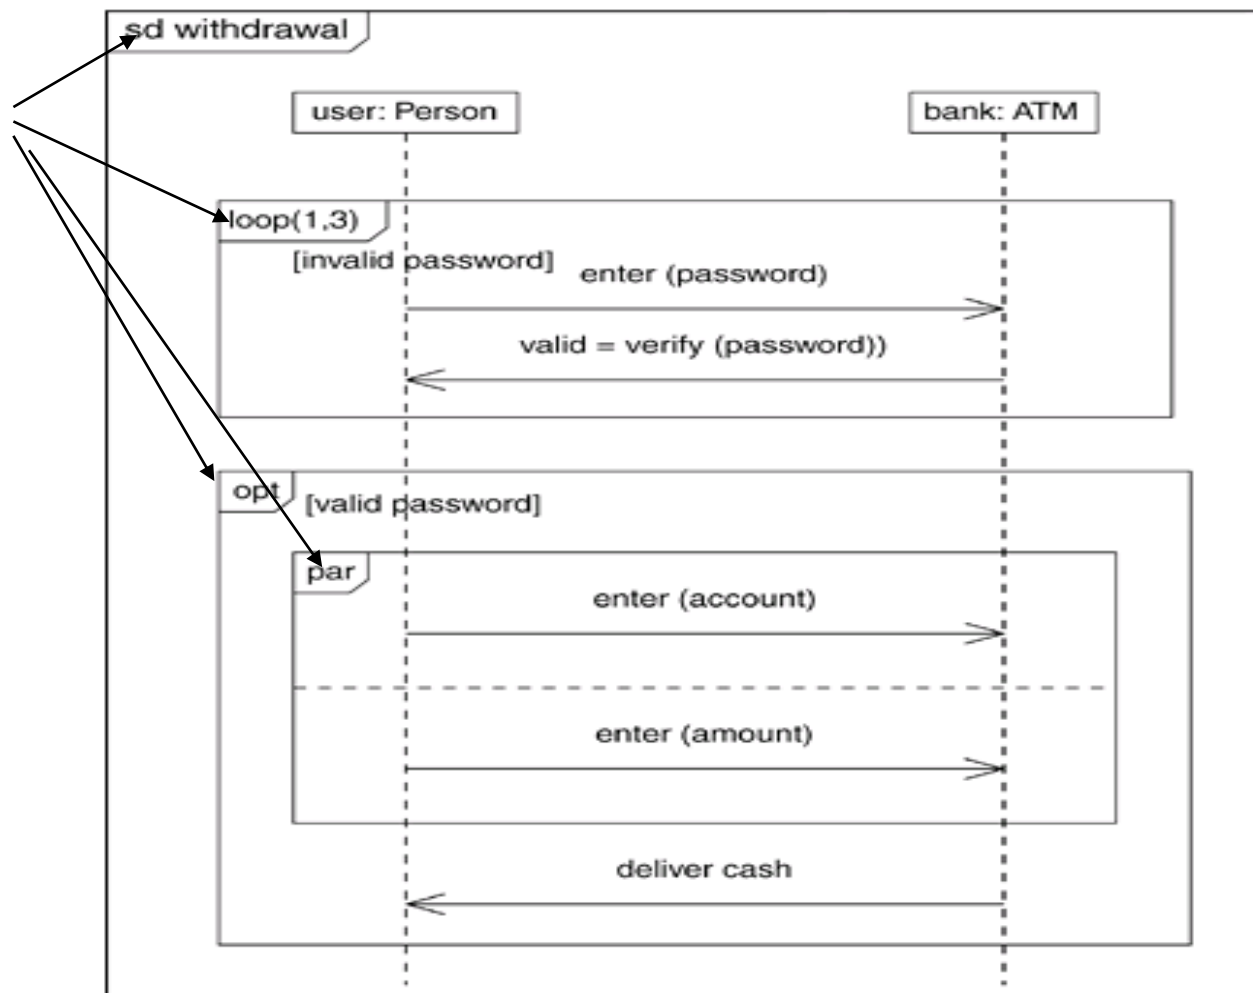 sd withdrawal
user: Person
bank: ATM
loop(1,3)
[invalid password]
enter (password)
valid = verify (password))
opt
[valid password]
par
enter (account)
enter (amount)
deliver cash